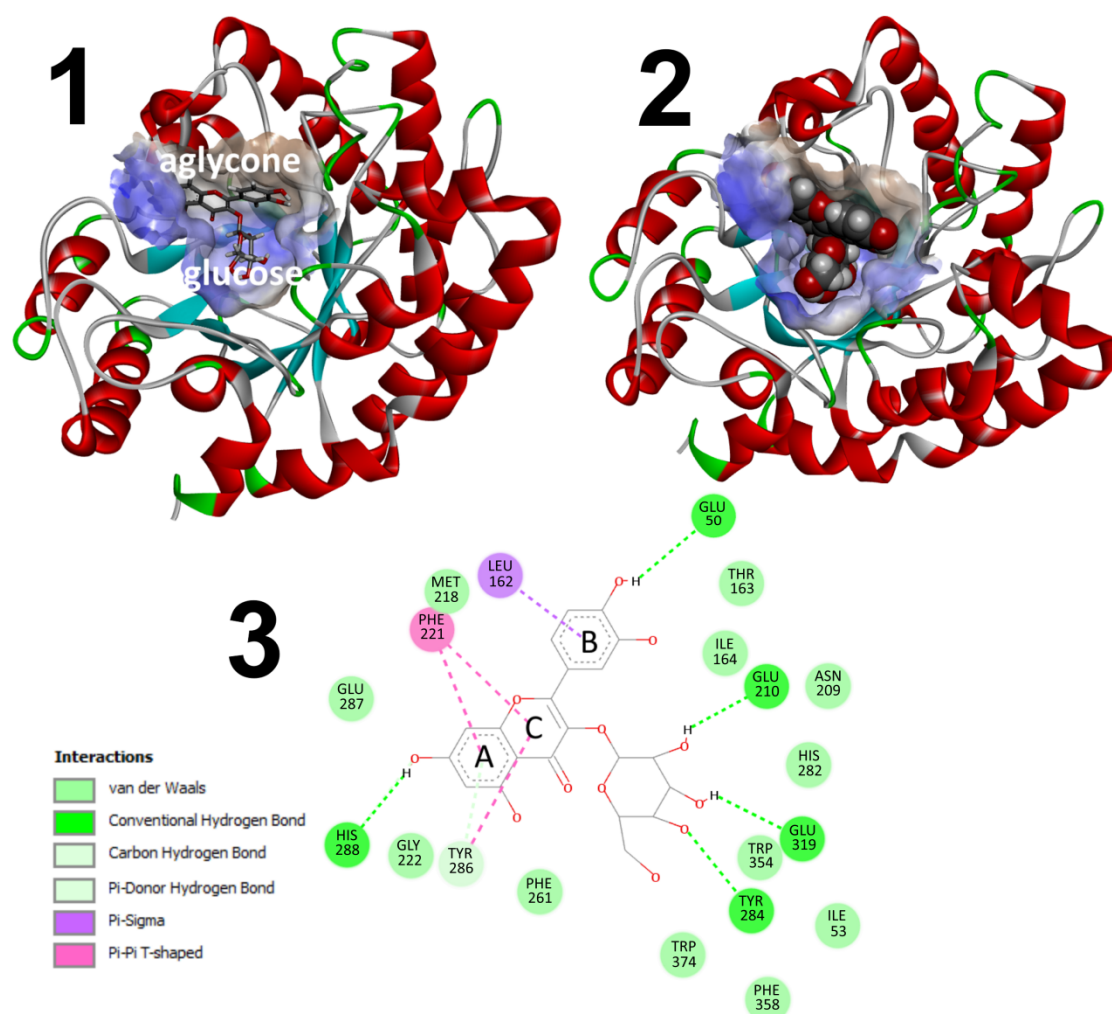 1
2
aglycone
glucose
3
GLU
50
LEU
162
MET
218
THR
163
PHE
221
B
ILE
164
GLU
210
ASN
209
GLU
287
O
C
O
H
O
A
HIS
282
H
O
O
O
O
H
HIS
288
GLY
222
TYR
286
PHE
261
TRP
354
GLU
319
TYR
284
ILE
53
TRP
374
PHE
358
Interactions
van der Waals
Conventional Hydrogen Bond
Carbon Hydrogen Bond
Pi-Donor Hydrogen Bond
Pi-Sigma
Pi-Pi T-shaped